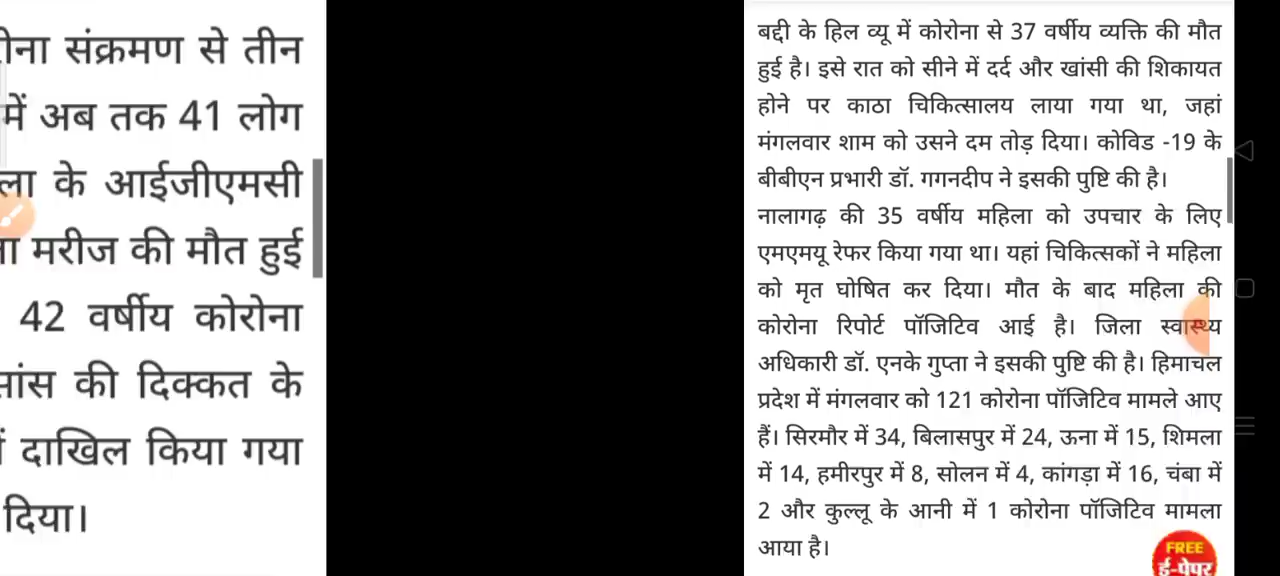 संक्रमण से तीन
में अब तक 41 लोग
के आईजीएमसी
मरीज की मौत हुई
42 वर्षीय कोरोना
की दिक्कत के
दाखिल किया गया
दिया।
बद्दी के हिल व्यू में कोरोना से 37 वर्षीय व्यक्ति की मौत
हुई है। इसे रात को सीने में दर्द और खांसी की शिकायत
होने पर काठा चिकित्सालय लाया गया था, जहां
मंगलवार शाम को उसने दम तोड़ दिया। कोविड -19 के
बीबीएन प्रभारी डॉ. गगनदीप ने इसकी पुष्टि की है।
नालागढ़ की 35 वर्षीय महिला को उपचार के लिए
एमएमयू रेफर किया गया था। यहां चिकित्सकों ने महिला
को मृत घोषित कर दिया। मौत के बाद महिला की
कोरोना रिपोर्ट पॉजिटिव आई है। जिला स्वास्थ्य
अधिकारी डॉ. एनके गुप्ता ने इसकी पुष्टि की है। हिमाचल
प्रदेश में मंगलवार को 121 कोरोना पॉजिटिव मामले आए
हैं। सिरमौर में 34, बिलासपुर में 24, ऊना में 15, शिमला
में 14, हमीरपुर में 8, सोलन में 4, कांगड़ा में 16, चंबा में
2 और कुल्लू के आनी में 1 कोरोना पॉजिटिव मामला
आया है।
FREE
ई-पेपर